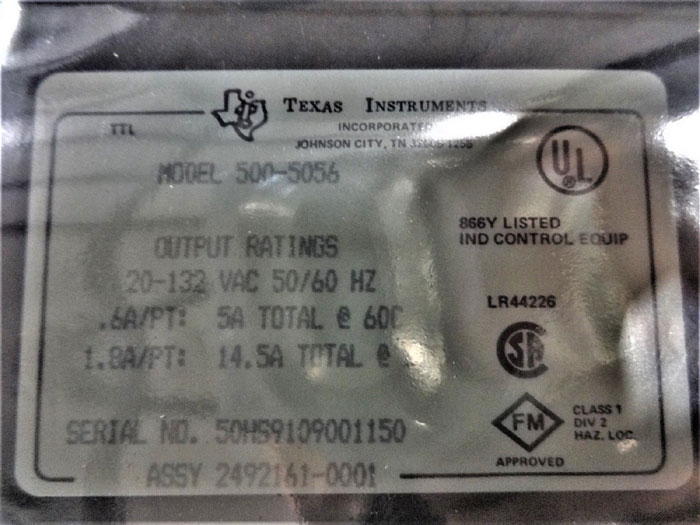 TEXAS INSTRUMENTS
TTL
INCORPORATED
JOHNSON CITY, TN
MODEL 500-5056
UL
®
866Y LISTED
IND CONTROL EQUIP
OUTPUT RATINGS
20-132 VAC 50/60 HZ
.6A/PT: 5A TOTAL @ 60C
1.8A/PT: 14.5A TOTAL @
LR44226
SA
SERIAL NO. 50HS9109001150
ASSY 2492161-0001
FM
APPROVED
CLASS 1
DIV 2
HAZ. LOC.